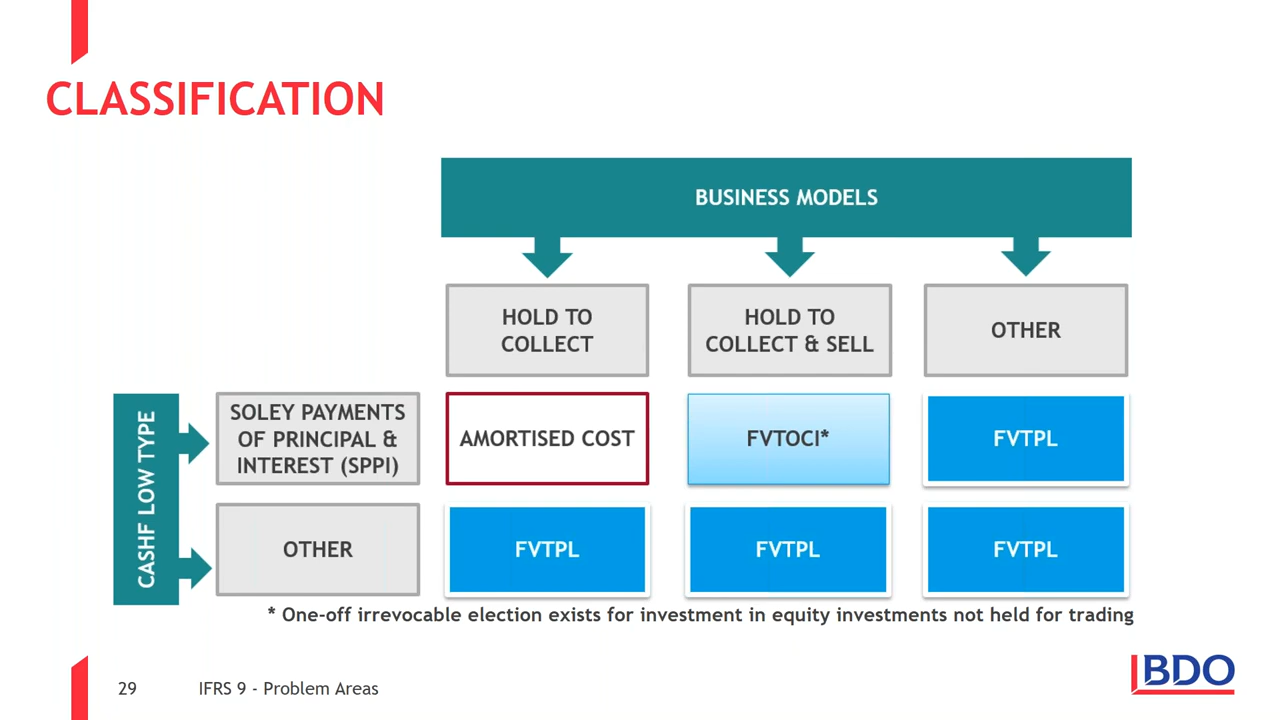 CLASSIFICATION
BUSINESS MODELS
HOLD TO
COLLECT
HOLD TO
COLLECT & SELL
OTHER
CASHF LOW TYPE
SOLEY PAYMENTS
OF PRINCIPAL &
INTEREST (SPPI)
AMORTISED COST
FVTOCI*
FVTPL
OTHER
FVTPL
FVTPL
FVTPL
* One-off irrevocable election exists for investment in equity investments not held for trading
29
IFRS 9 - Problem Areas
BDO